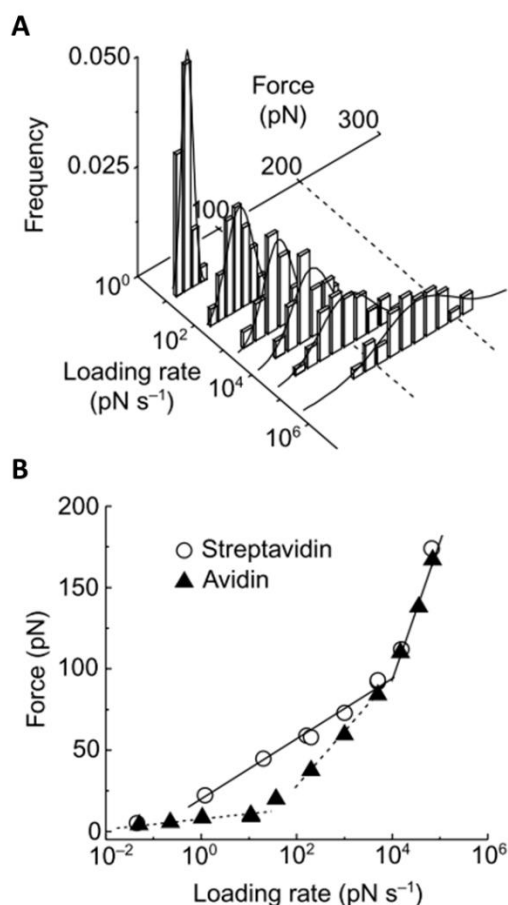 A
0.050
0.025
Frequency
Force
(pN)
300
200
100
10⁰
10²
10⁴
10⁶
Loading rate
(pN s⁻¹)
B
200
150
100
50
0
Force (pN)
Streptavidin
Avidin
10⁻²
10⁰
10²
10⁴
10⁶
Loading rate (pN s⁻¹)